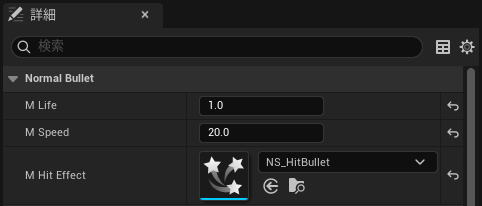 詳細
検索
Normal Bullet
M Life 1.0
M Speed 20.0
M Hit Effect NS_HitBullet